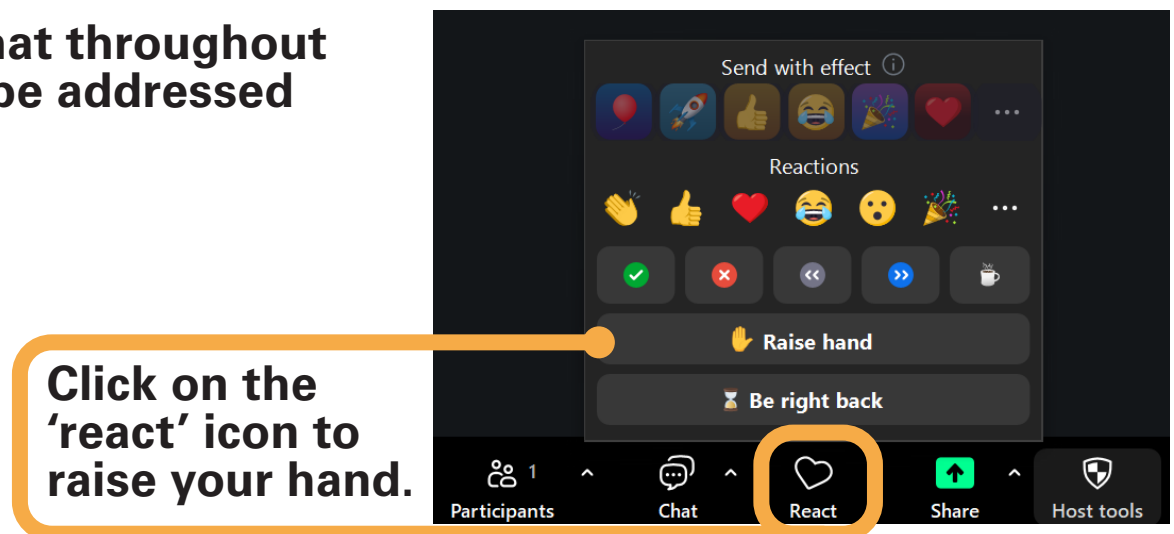 hat throughout
be addressed
Send with effect
Reactions
Raise hand
Be right back
Click on the
‘react’ icon to
raise your hand.
1
Participants
Chat
React
Share
Host tools